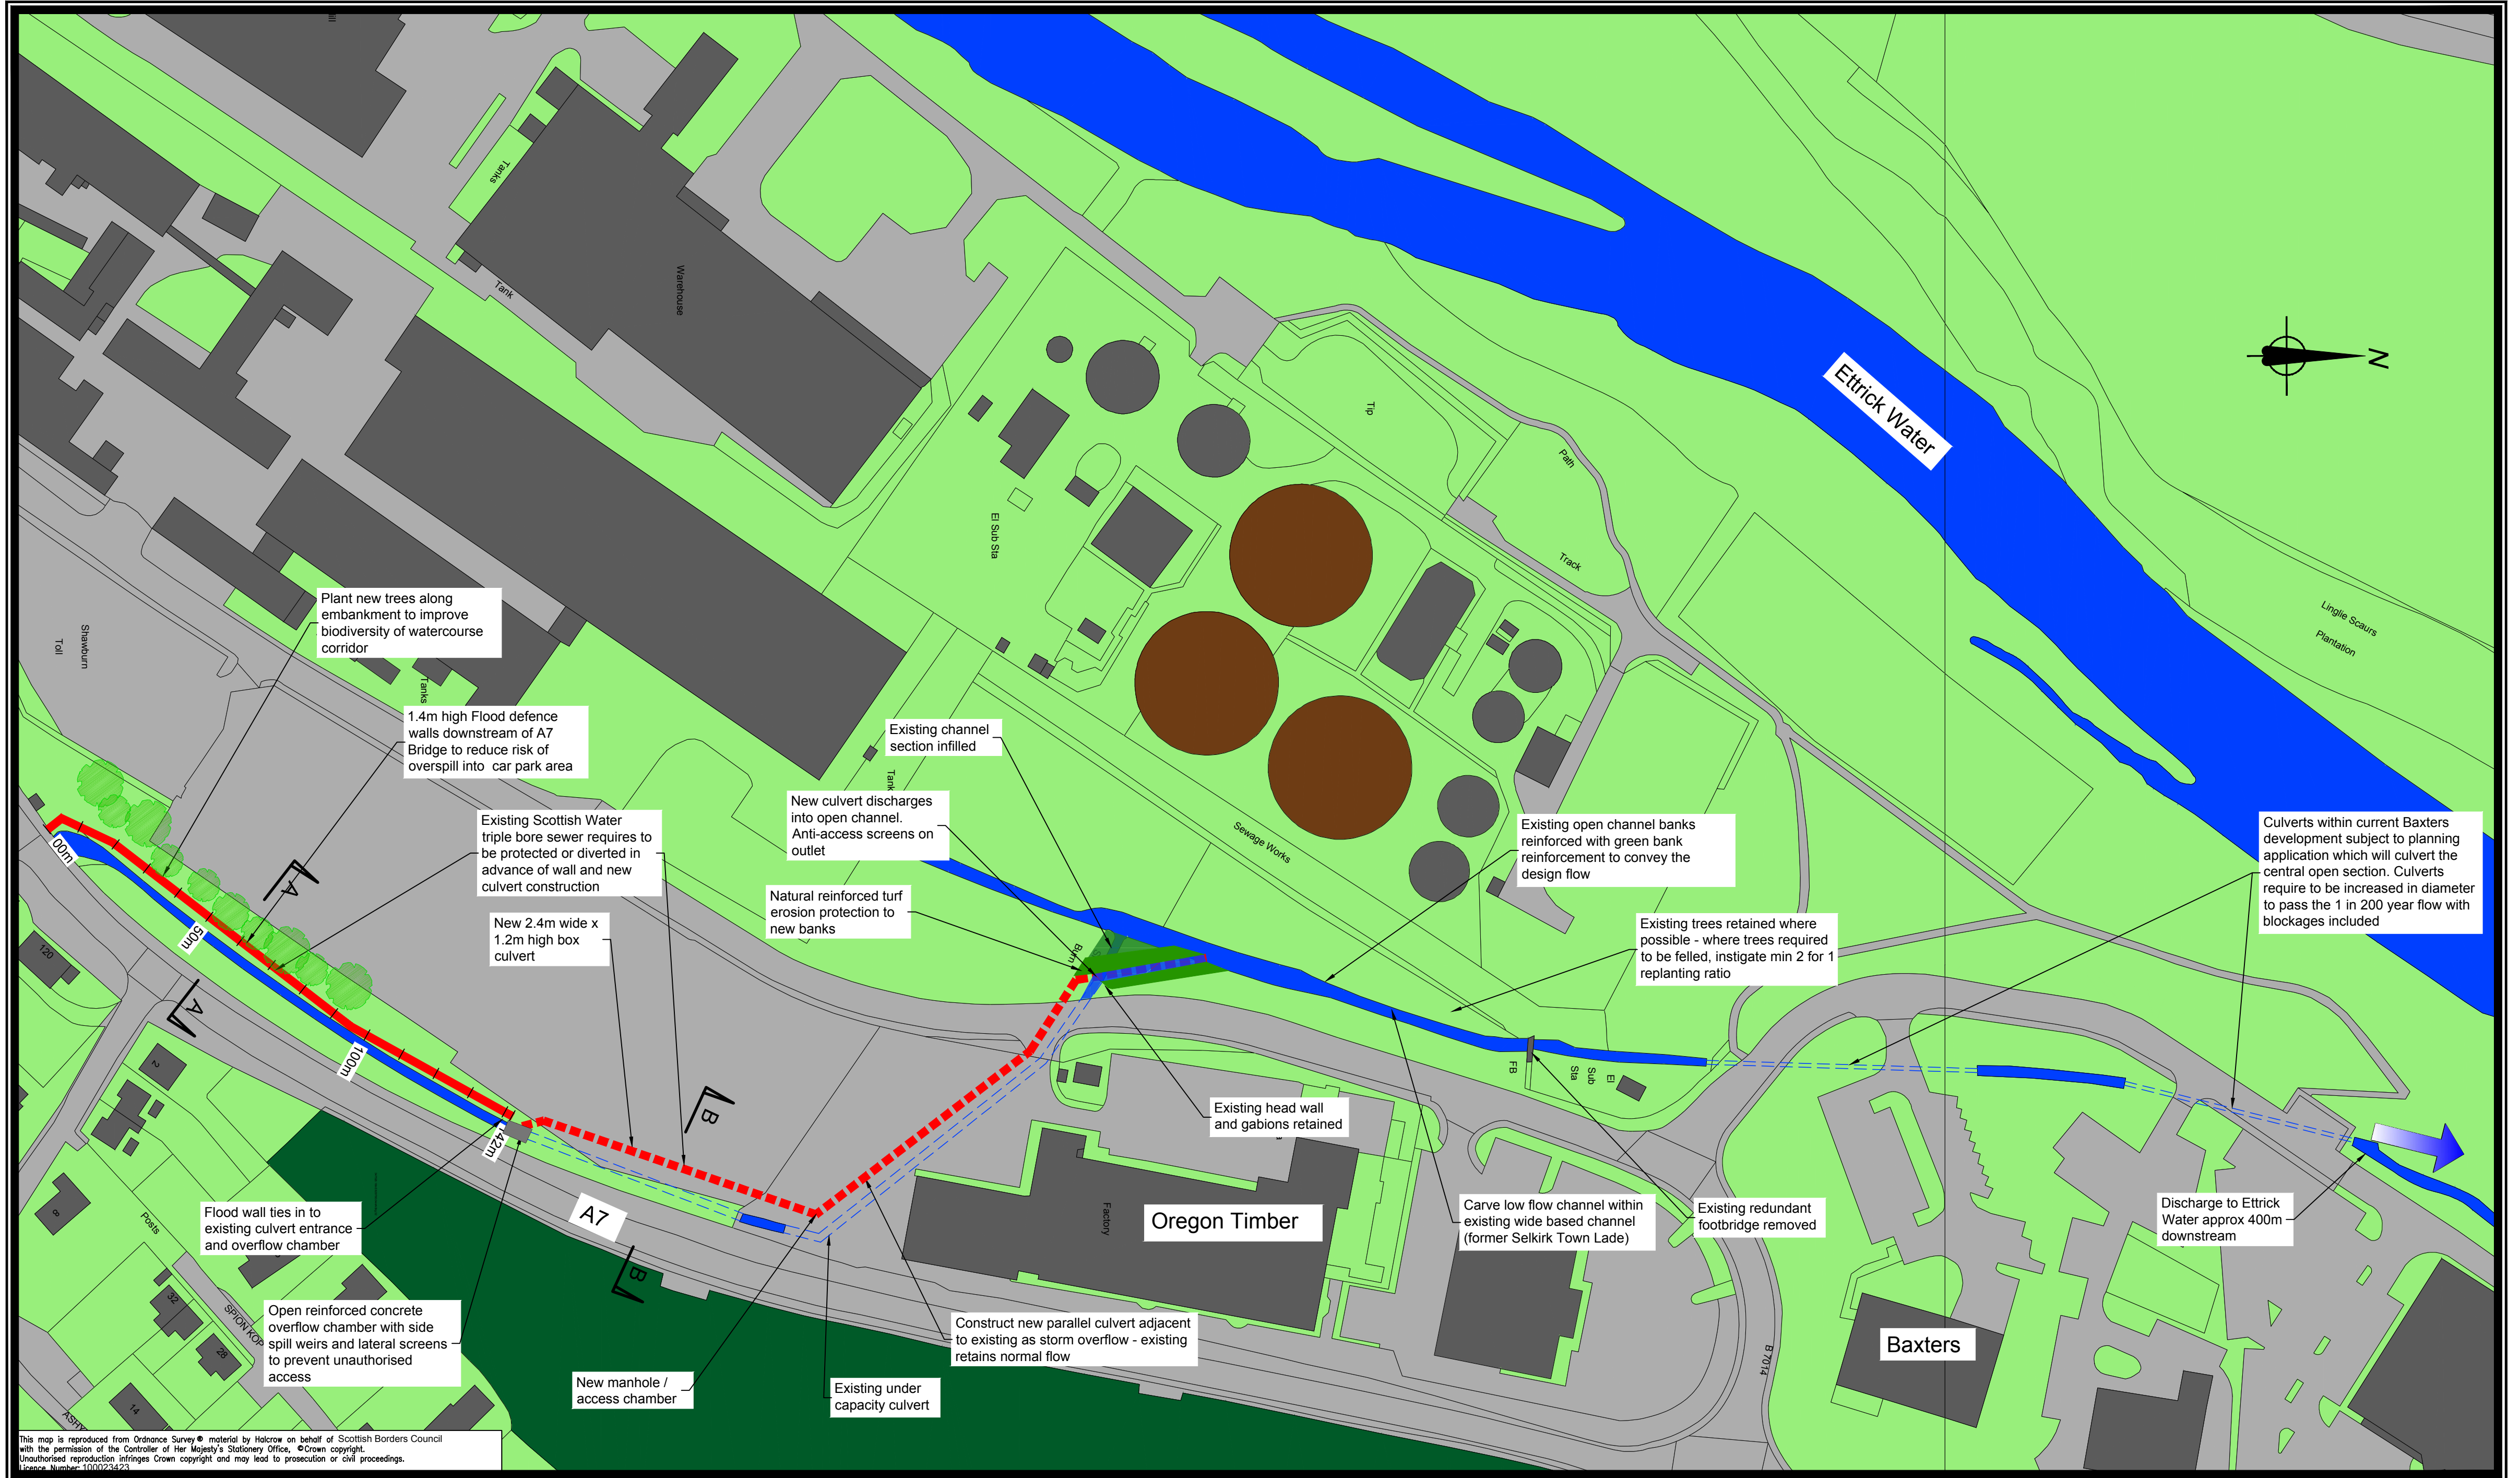 Tanks
Tank
Warehouse
Ettrick Water
N
Tip
Path
Track
El Sub Sta
Linglie Scaurs
Plantation
Shawburn
Toll
Tanks
Plant new trees along
embankment to improve
biodiversity of watercourse
corridor
1.4m high Flood defence
walls downstream of A7
Bridge to reduce risk of
overspill into car park area
Existing Scottish Water
triple bore sewer requires to
be protected or diverted in
advance of wall and new
culvert construction
New 2.4m wide x
1.2m high box
culvert
Existing channel
section infilled
Tank
New culvert discharges
into open channel.
Anti-access screens on
outlet
Natural reinforced turf
erosion protection to
new banks
Burn
Sewage Works
Existing open channel banks
reinforced with green bank
reinforcement to convey the
design flow
Existing trees retained where
possible - where trees required
to be felled, instigate min 2 for 1
replanting ratio
Culverts within current Baxters
development subject to planning
application which will culvert the
central open section. Culverts
require to be increased in diameter
to pass the 1 in 200 year flow with
blockages included
00m
50m
100m
142m
A
A
B
B
120
2
8
32
28
14
Posts
SPION KOP
FB
El
Sub
Sta
Existing head wall
and gabions retained
Factory
Oregon Timber
A7
Flood wall ties in to
existing culvert entrance
and overflow chamber
Open reinforced concrete
overflow chamber with side
spill weirs and lateral screens
to prevent unauthorised
access
New manhole /
access chamber
Existing under
capacity culvert
Construct new parallel culvert adjacent
to existing as storm overflow - existing
retains normal flow
Carve low flow channel within
existing wide based channel
(former Selkirk Town Lade)
Existing redundant
footbridge removed
Discharge to Ettrick
Water approx 400m
downstream
B 7014
Baxters
This map is reproduced from Ordnance Survey® material by Halcrow on behalf of Scottish Borders Council
with the permission of the Controller of Her Majesty's Stationery Office, ©Crown copyright.
Unauthorised reproduction infringes Crown copyright and may lead to prosecution or civil proceedings.
Licence Number: 100023423